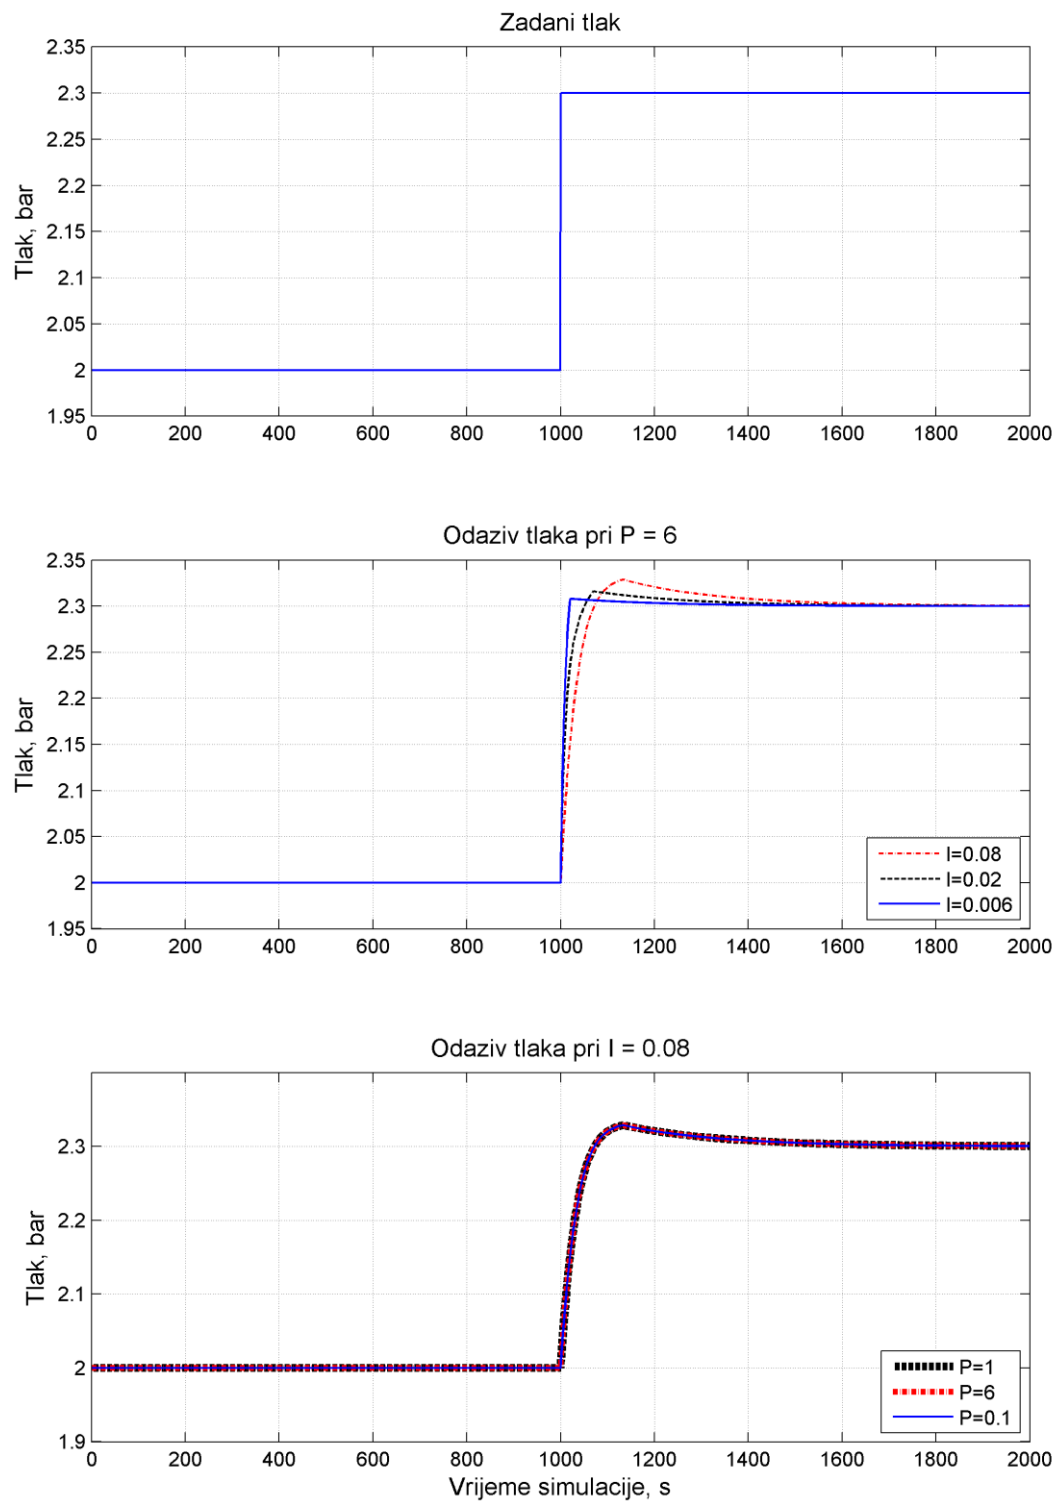 Zadani tlak
2.35
2.3
2.25
2.2
2.15
2.1
2.05
2
1.95
Tlak, bar
0 200 400 600 800 1000 1200 1400 1600 1800 2000
Odaziv tlaka pri P = 6
2.35
2.3
2.25
2.2
2.15
2.1
2.05
2
1.95
Tlak, bar
I=0.08
I=0.02
I=0.006
0 200 400 600 800 1000 1200 1400 1600 1800 2000
Odaziv tlaka pri I = 0.08
2.3
2.2
2.1
2
1.9
Tlak, bar
P=1
P=6
P=0.1
0 200 400 600 800 1000 1200 1400 1600 1800 2000
Vrijeme simulacije, s